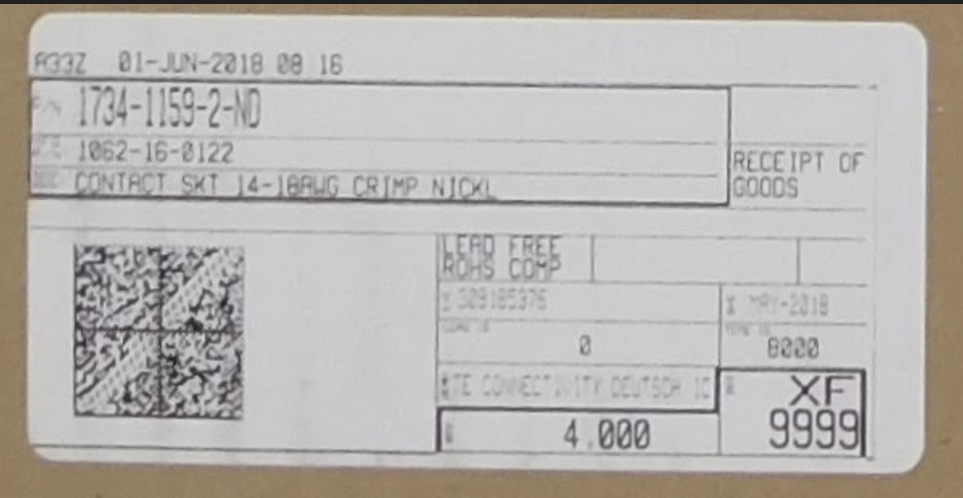 A33Z 01-JUN-2018 08 16
P/N 1734-1159-2-ND
1062-16-0122
CONTACT SKT 14-18AWG CRIMP NICKL
RECEIPT OF
GOODS
LEAD FREE
ROHS COMP
309185376
MAY-2018
0
8000
TE CONNECTIVITY DEUTSCH IC
XF
4.000
9999